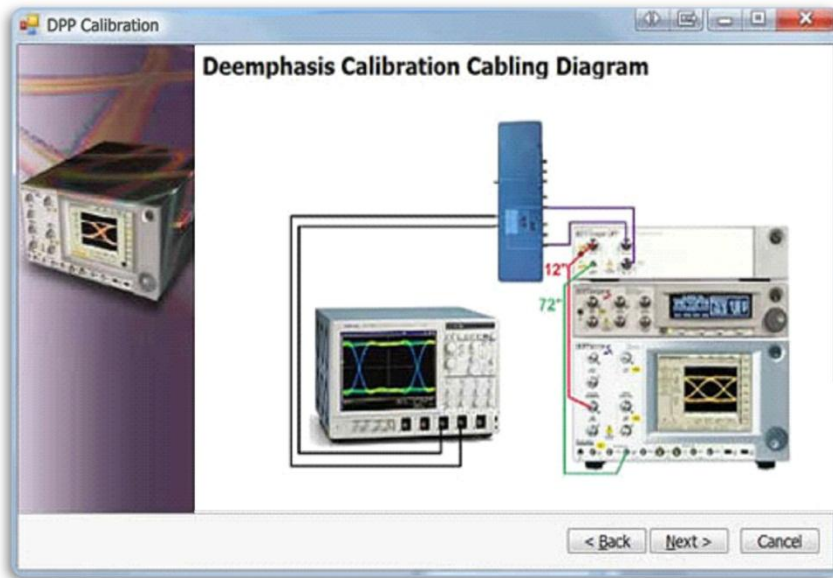 DPP Calibration
Deemphasis Calibration Cabling Diagram
12"
72"
< Back
Next >
Cancel